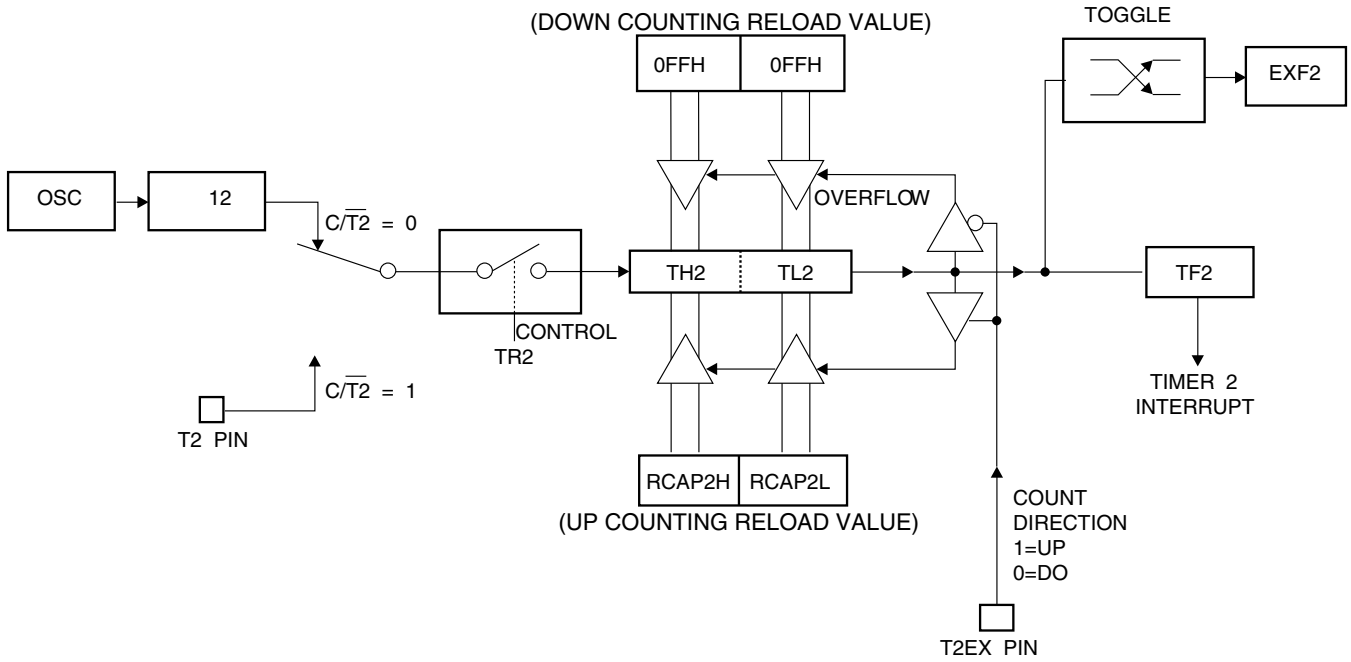 (DOWN COUNTING RELOAD VALUE)
TOGGLE
0FFH 0FFH
EXF2
OSC
12
OVERFLOW
C/T2 = 0
TH2 TL2
TF2
CONTROL
TR2
C/T2 = 1
T2 PIN
TIMER 2
INTERRUPT
RCAP2H RCAP2L
(UP COUNTING RELOAD VALUE)
COUNT
DIRECTION
1=UP
0=DO
T2EX PIN